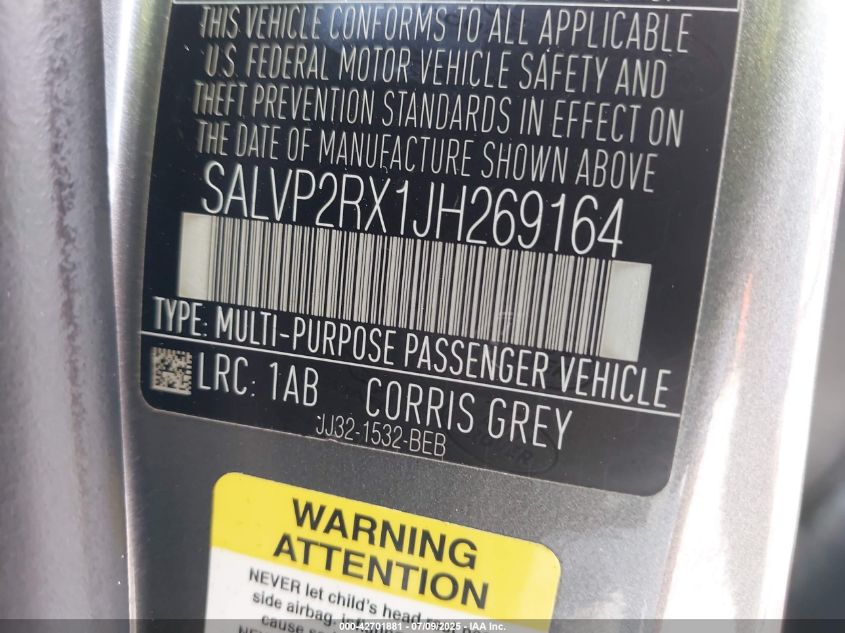 THIS VEHICLE CONFORMS TO ALL APPLICABLE
U.S. FEDERAL MOTOR VEHICLE SAFETY AND
THEFT PREVENTION STANDARDS IN EFFECT ON
THE DATE OF MANUFACTURE SHOWN ABOVE
SALVP2RX1JH269164
TYPE: MULTI-PURPOSE PASSENGER VEHICLE
LRC: 1AB CORRIS GREY
JJ32-1532-BEB
WARNING
ATTENTION
NEVER let child's head
side airbag.
cause
000-42701881 - 07/09/2025 - IAAI Inc.